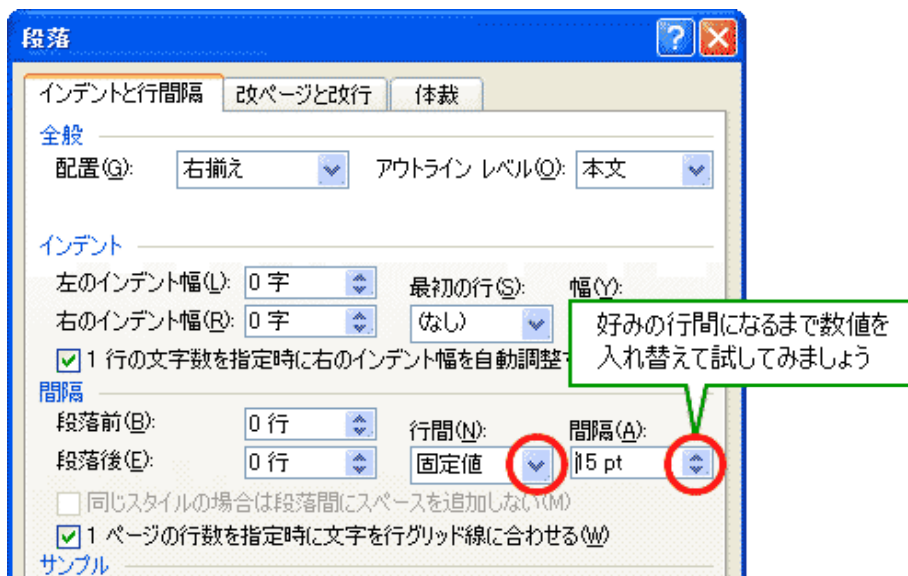 段落
インデントと行間隔 改ページと改行 体裁
全般
配置(G): 右揃え アウトライン レベル(O): 本文
インデント
左のインデント幅(L): 0 字 最初の行(S): 幅(Y):
右のインデント幅(R): 0 字 (なし)
好みの行間になるまで数値を
入れ替えて試してみましょう
1 行の文字数を指定時に右のインデント幅を自動調整す
間隔
段落前(B): 0 行 行間(N): 間隔(A):
段落後(E): 0 行 固定値 15 pt
同じスタイルの場合は段落間にスペースを追加しない(M)
1 ページの行数を指定時に文字を行グリッド線に合わせる(W)
サンプル